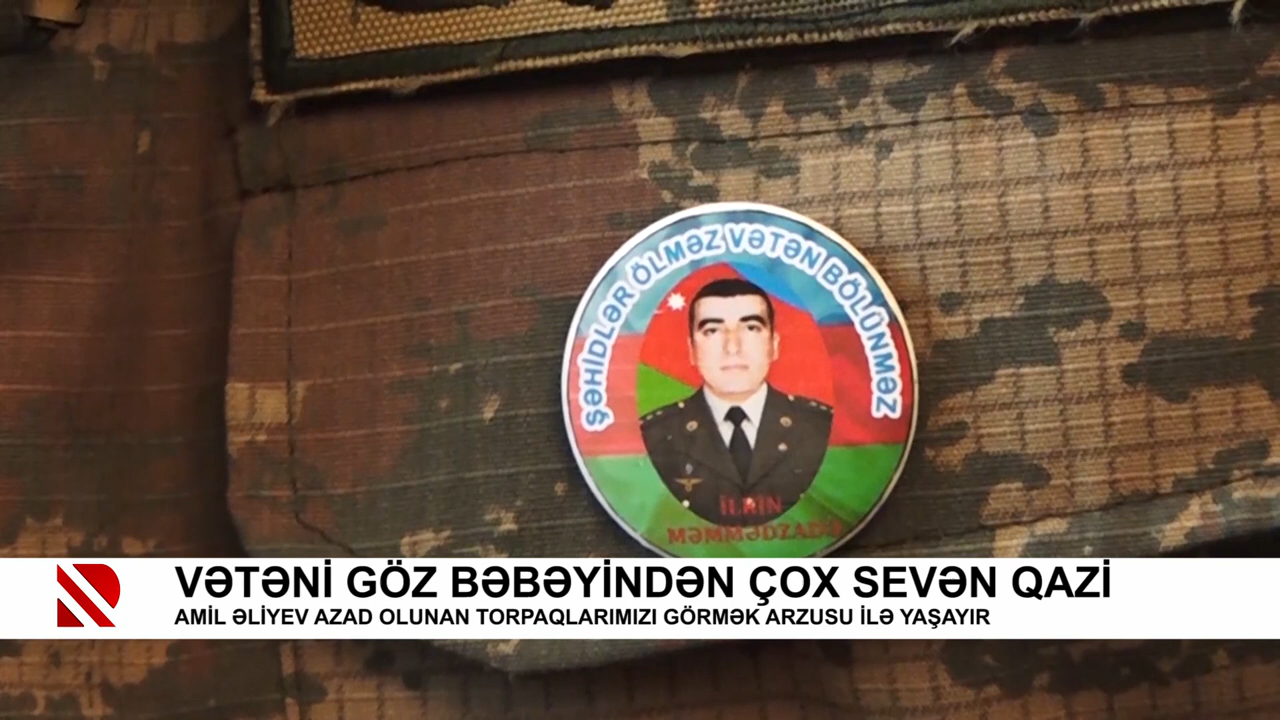 ŞƏHİDLƏR ÖLMƏZ VƏTƏN BÖLÜNMƏZ
MƏMMƏDZADƏ
VƏTƏNİ GÖZ BƏBƏYİNDƏN ÇOX SEVƏN QAZİ
AMİL ƏLİYEV AZAD OLUNAN TORPAQLARIMIZI GÖRMƏK ARZUSU İLƏ YAŞAYIR